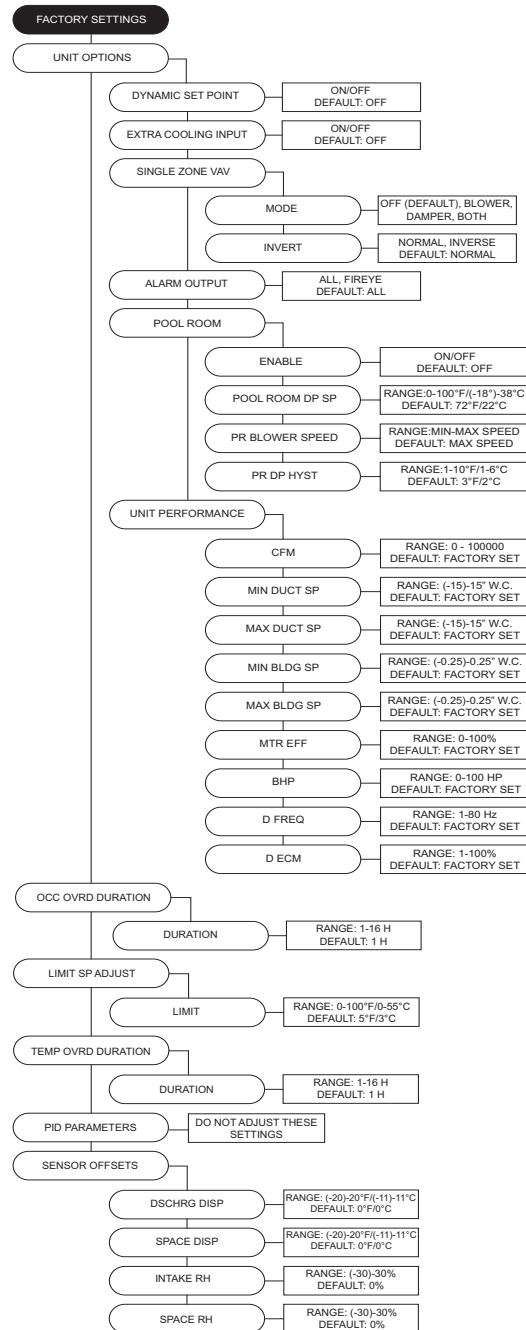 FACTORY SETTINGS
UNIT OPTIONS
DYNAMIC SET POINT
ON/OFF
DEFAULT: OFF
EXTRA COOLING INPUT
ON/OFF
DEFAULT: OFF
SINGLE ZONE VAV
MODE
OFF (DEFAULT), BLOWER,
DAMPER, BOTH
INVERT
NORMAL, INVERSE
DEFAULT: NORMAL
ALARM OUTPUT
ALL, FIREYE
DEFAULT: ALL
POOL ROOM
ENABLE
ON/OFF
DEFAULT: OFF
POOL ROOM DP SP
RANGE:0-100°F/(-18°)-38°C
DEFAULT: 72°F/22°C
PR BLOWER SPEED
RANGE:MIN-MAX SPEED
DEFAULT: MAX SPEED
PR DP HYST
RANGE:1-10°F/1-6°C
DEFAULT: 3°F/2°C
UNIT PERFORMANCE
CFM
RANGE: 0 - 100000
DEFAULT: FACTORY SET
MIN DUCT SP
RANGE: (-15)-15" W.C.
DEFAULT: FACTORY SET
MAX DUCT SP
RANGE: (-15)-15" W.C.
DEFAULT: FACTORY SET
MIN BLDG SP
RANGE: (-0.25)-0.25" W.C.
DEFAULT: FACTORY SET
MAX BLDG SP
RANGE: (-0.25)-0.25" W.C.
DEFAULT: FACTORY SET
MTR EFF
RANGE: 0-100%
DEFAULT: FACTORY SET
BHP
RANGE: 0-100 HP
DEFAULT: FACTORY SET
D FREQ
RANGE: 1-80 Hz
DEFAULT: FACTORY SET
D ECM
RANGE: 1-100%
DEFAULT: FACTORY SET
OCC OVRD DURATION
DURATION
RANGE: 1-16 H
DEFAULT: 1 H
LIMIT SP ADJUST
LIMIT
RANGE: 0-100°F/0-55°C
DEFAULT: 5°F/3°C
TEMP OVRD DURATION
DURATION
RANGE: 1-16 H
DEFAULT: 1 H
PID PARAMETERS
DO NOT ADJUST THESE
SETTINGS
SENSOR OFFSETS
DSCHRG DISP
RANGE: (-20)-20°F/(-11)-11°C
DEFAULT: 0°F/0°C
SPACE DISP
RANGE: (-20)-20°F/(-11)-11°C
DEFAULT: 0°F/0°C
INTAKE RH
RANGE: (-30)-30%
DEFAULT: 0%
SPACE RH
RANGE: (-30)-30%
DEFAULT: 0%